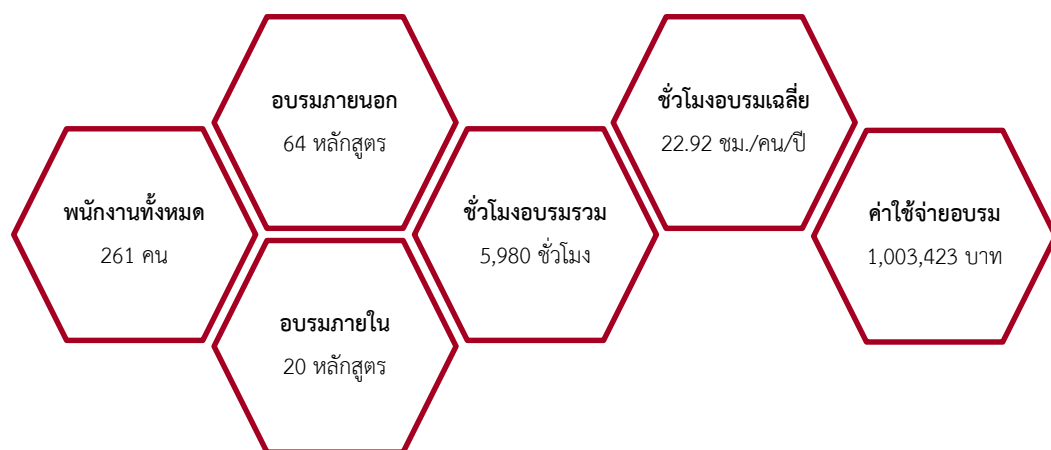 พนักงานทั้งหมด
261 คน
อบรมภายนอก
64 หลักสูตร
อบรมภายใน
20 หลักสูตร
ชั่วโมงอบรมรวม
5,980 ชั่วโมง
ชั่วโมงอบรมเฉลี่ย
22.92 ชม./คน/ปี
ค่าใช้จ่ายอบรม
1,003,423 บาท